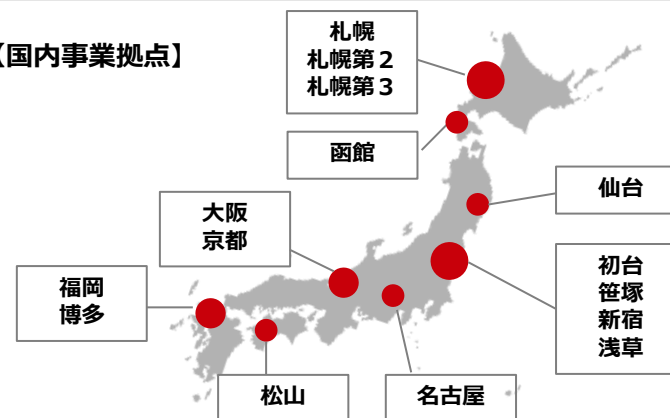 【国内事業拠点】
札幌
札幌第２
札幌第３
函館
仙台
大阪
京都
初台
笹塚
新宿
浅草
福岡
博多
松山
名古屋